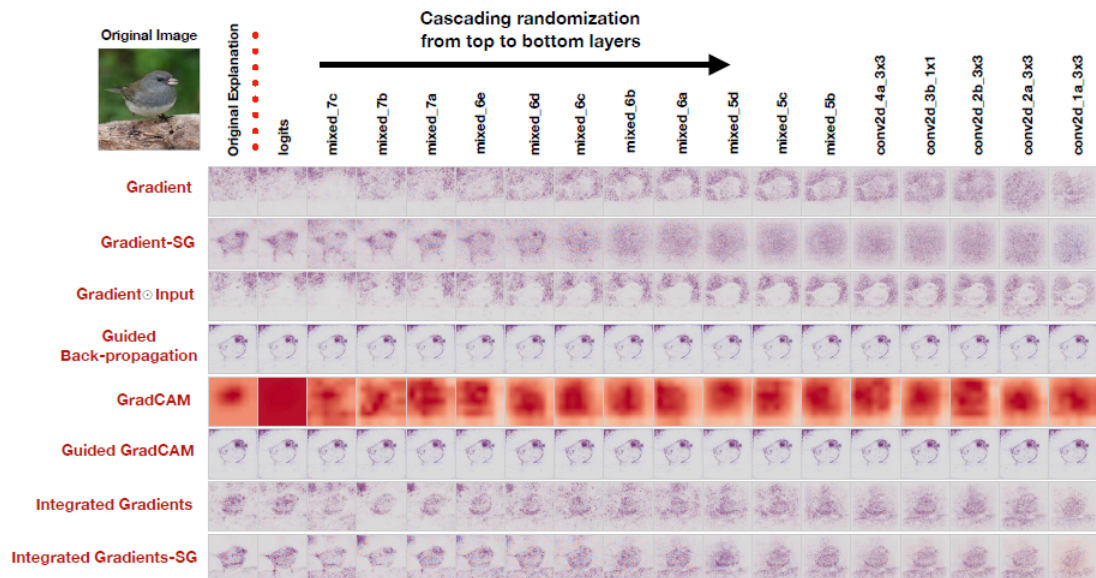 Cascading randomization
from top to bottom layers
Original Image
Original Explanation
logits
mixed_7c
mixed_7b
mixed_7a
mixed_6e
mixed_6d
mixed_6c
mixed_6b
mixed_6a
mixed_5d
mixed_5c
mixed_5b
conv2d_4a_3x3
conv2d_3b_1x1
conv2d_2b_3x3
conv2d_2a_3x3
conv2d_1a_3x3
Gradient
Gradient-SG
Gradient⊙Input
Guided
Back-propagation
GradCAM
Guided GradCAM
Integrated Gradients
Integrated Gradients-SG